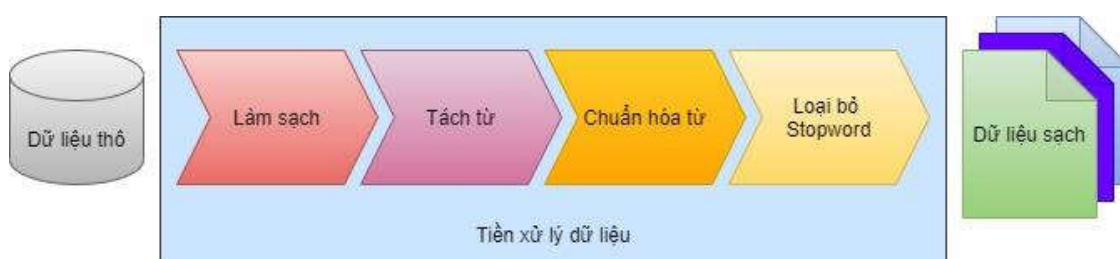 Dữ liệu thô
Làm sạch
Tách từ
Chuẩn hóa từ
Loại bỏ
Stopword
Dữ liệu sạch
Tiền xử lý dữ liệu